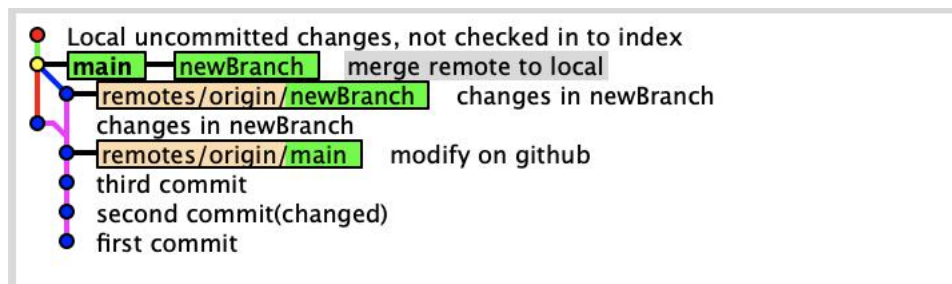 Local uncommitted changes, not checked in to index
main newBranch merge remote to local
remotes/origin/newBranch changes in newBranch
changes in newBranch
remotes/origin/main modify on github
third commit
second commit(changed)
first commit